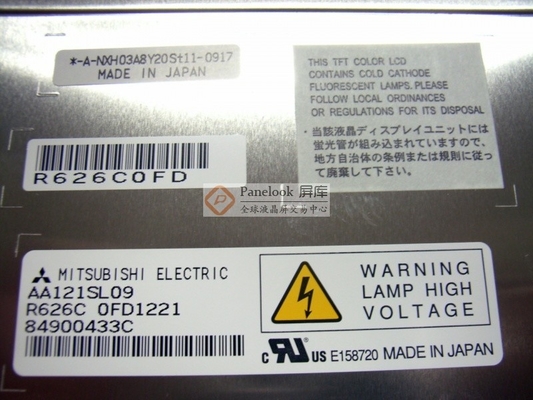 *-A-NXH03A8Y20St11-0917
MADE IN JAPAN
THIS TFT COLOR LCD
CONTAINS COLD CATHODE
FLUORESCENT LAMPS. PLEASE
FOLLOW LOCAL ORDINANCES
OR REGULATIONS FOR ITS DISPOSAL
・当該液晶ディスプレイユニットには
蛍光管が組み込まれていますので、
地方自治体の条例または規則に従っ
て廃棄して下さい。
R626C0FD
Panelook 屏库
全球液晶屏交易中心
MITSUBISHI ELECTRIC
AA121SL09
R626C 0FD1221
84900433C
WARNING
LAMP HIGH
VOLTAGE
c RU US E158720 MADE IN JAPAN